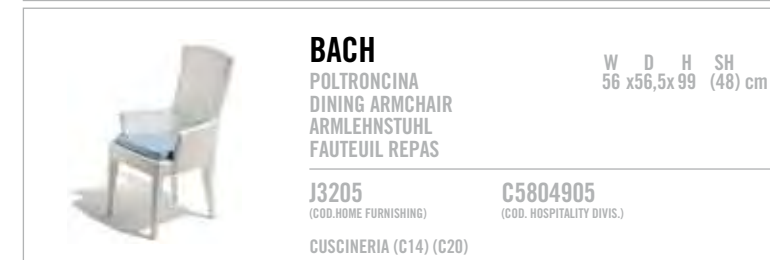 BACH
POLTRONCINA
DINING ARMCHAIR
ARMLEHNSTUHL
FAUTEUIL REPAS
W D H SH
56 x56,5x 99 (48) cm
J3205
(COD.HOME FURNISHING)
C5804905
(COD. HOSPITALITY DIVIS.)
CUSCINERIA (C14) (C20)